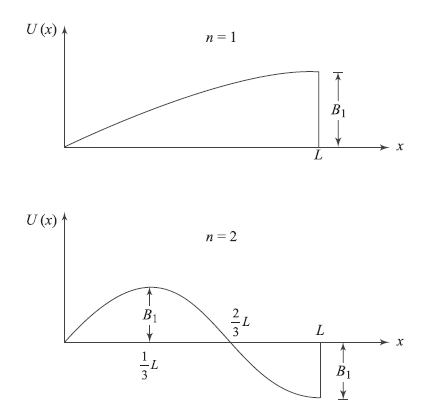 U (x)
n = 1
B1
L
x
U (x)
n = 2
B1
2/3 L
L
x
1/3 L
B1